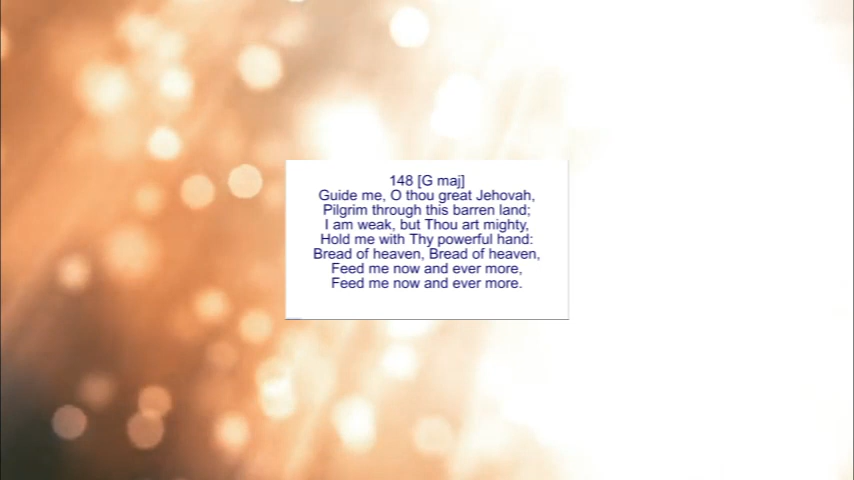 148 [G maj]
Guide me, O thou great Jehovah,
Pilgrim through this barren land;
I am weak, but Thou art mighty,
Hold me with Thy powerful hand:
Bread of heaven, Bread of heaven,
Feed me now and ever more,
Feed me now and ever more.